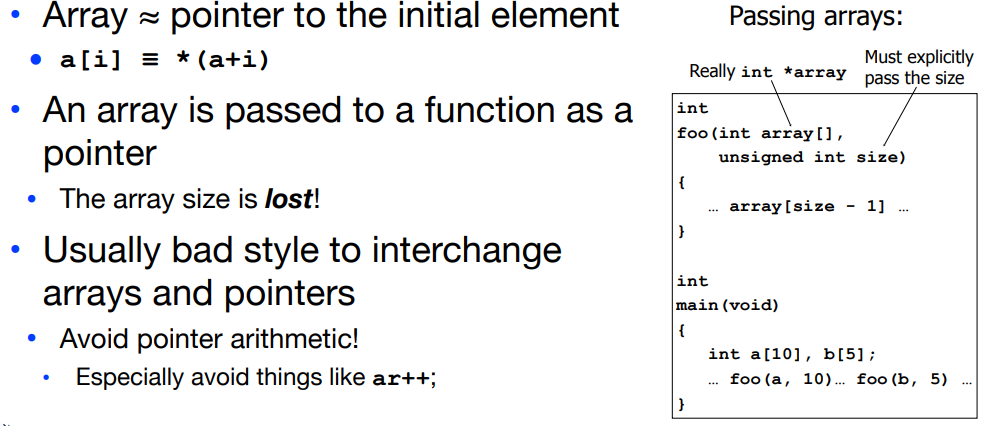 • Array ≈ pointer to the initial element
• a[i] ≡ *(a+i)
• An array is passed to a function as a
pointer
• The array size is lost!
• Usually bad style to interchange
arrays and pointers
• Avoid pointer arithmetic!
• Especially avoid things like ar++;
Passing arrays:
Really int *array
Must explicitly
pass the size
int
foo(int array[],
unsigned int size)
{
… array[size - 1] …
}
int
main(void)
{
int a[10], b[5];
… foo(a, 10)… foo(b, 5) …
}